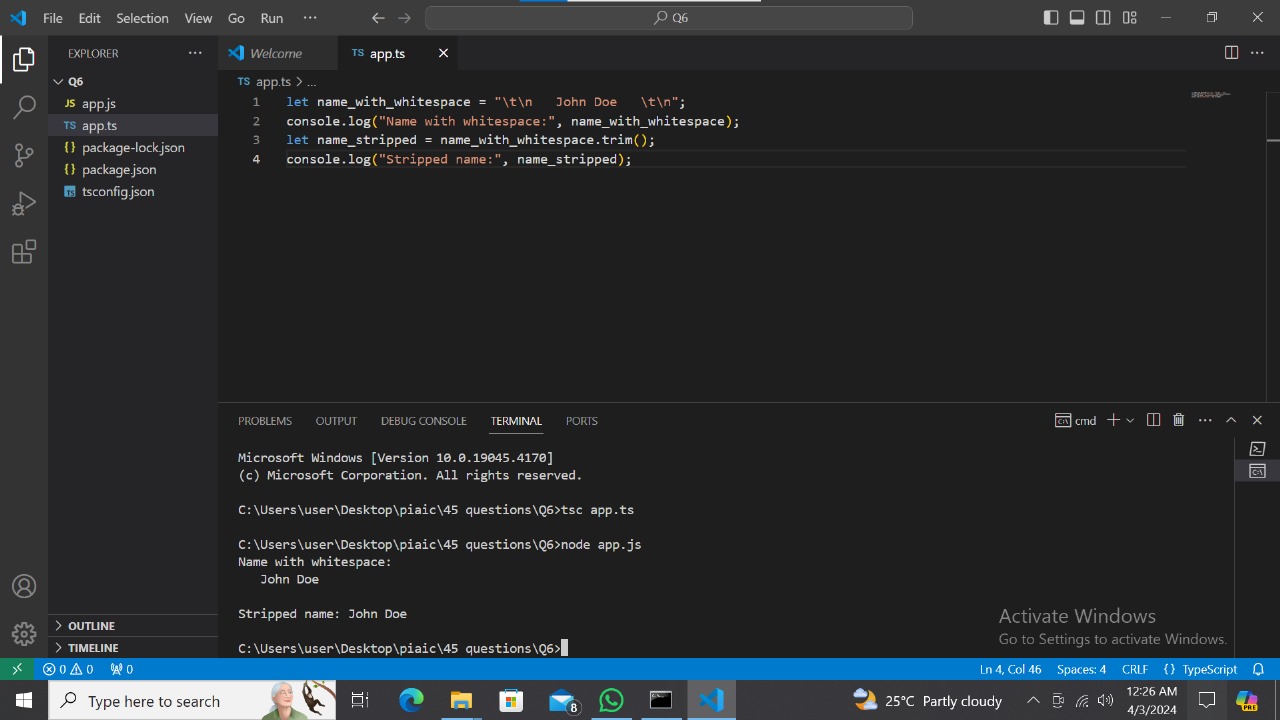 File Edit Selection View Go Run ··· Q6
EXPLORER ···
Welcome
TS app.ts
Q6
JS app.js
TS app.ts
{} package-lock.json
{} package.json
TS tsconfig.json
TS app.ts > ...
1 let name_with_whitespace = "\t\n   John Doe   \t\n";
2 console.log("Name with whitespace:", name_with_whitespace);
3 let name_stripped = name_with_whitespace.trim();
4 console.log("Stripped name:", name_stripped);
PROBLEMS OUTPUT DEBUG CONSOLE TERMINAL PORTS cmd
Microsoft Windows [Version 10.0.19045.4170]
(c) Microsoft Corporation. All rights reserved.
C:\Users\user\Desktop\piaic\45 questions\Q6>tsc app.ts
C:\Users\user\Desktop\piaic\45 questions\Q6>node app.js
Name with whitespace:
   John Doe
Stripped name: John Doe
C:\Users\user\Desktop\piaic\45 questions\Q6>
OUTLINE
TIMELINE
Activate Windows
Go to Settings to activate Windows.
0 0 0 Ln 4, Col 46 Spaces: 4 CRLF {} TypeScript
Type here to search 8 25°C Partly cloudy 12:26 AM
4/3/2024
PRE